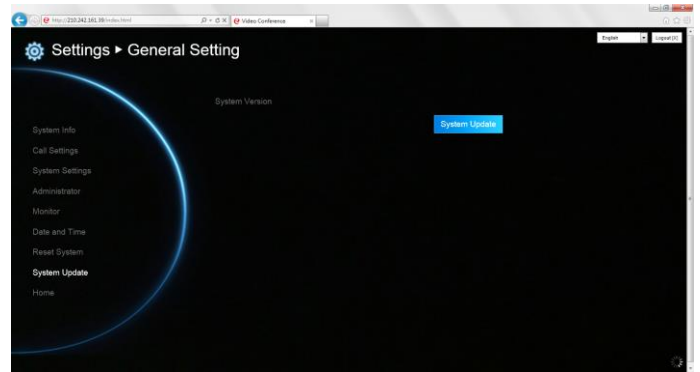 http://210.242.161.38/index.html
Video Conference
English
Logout [X]
Settings ▸ General Setting
System Version
System Update
System Info
Call Settings
System Settings
Administrator
Monitor
Date and Time
Reset System
System Update
Home